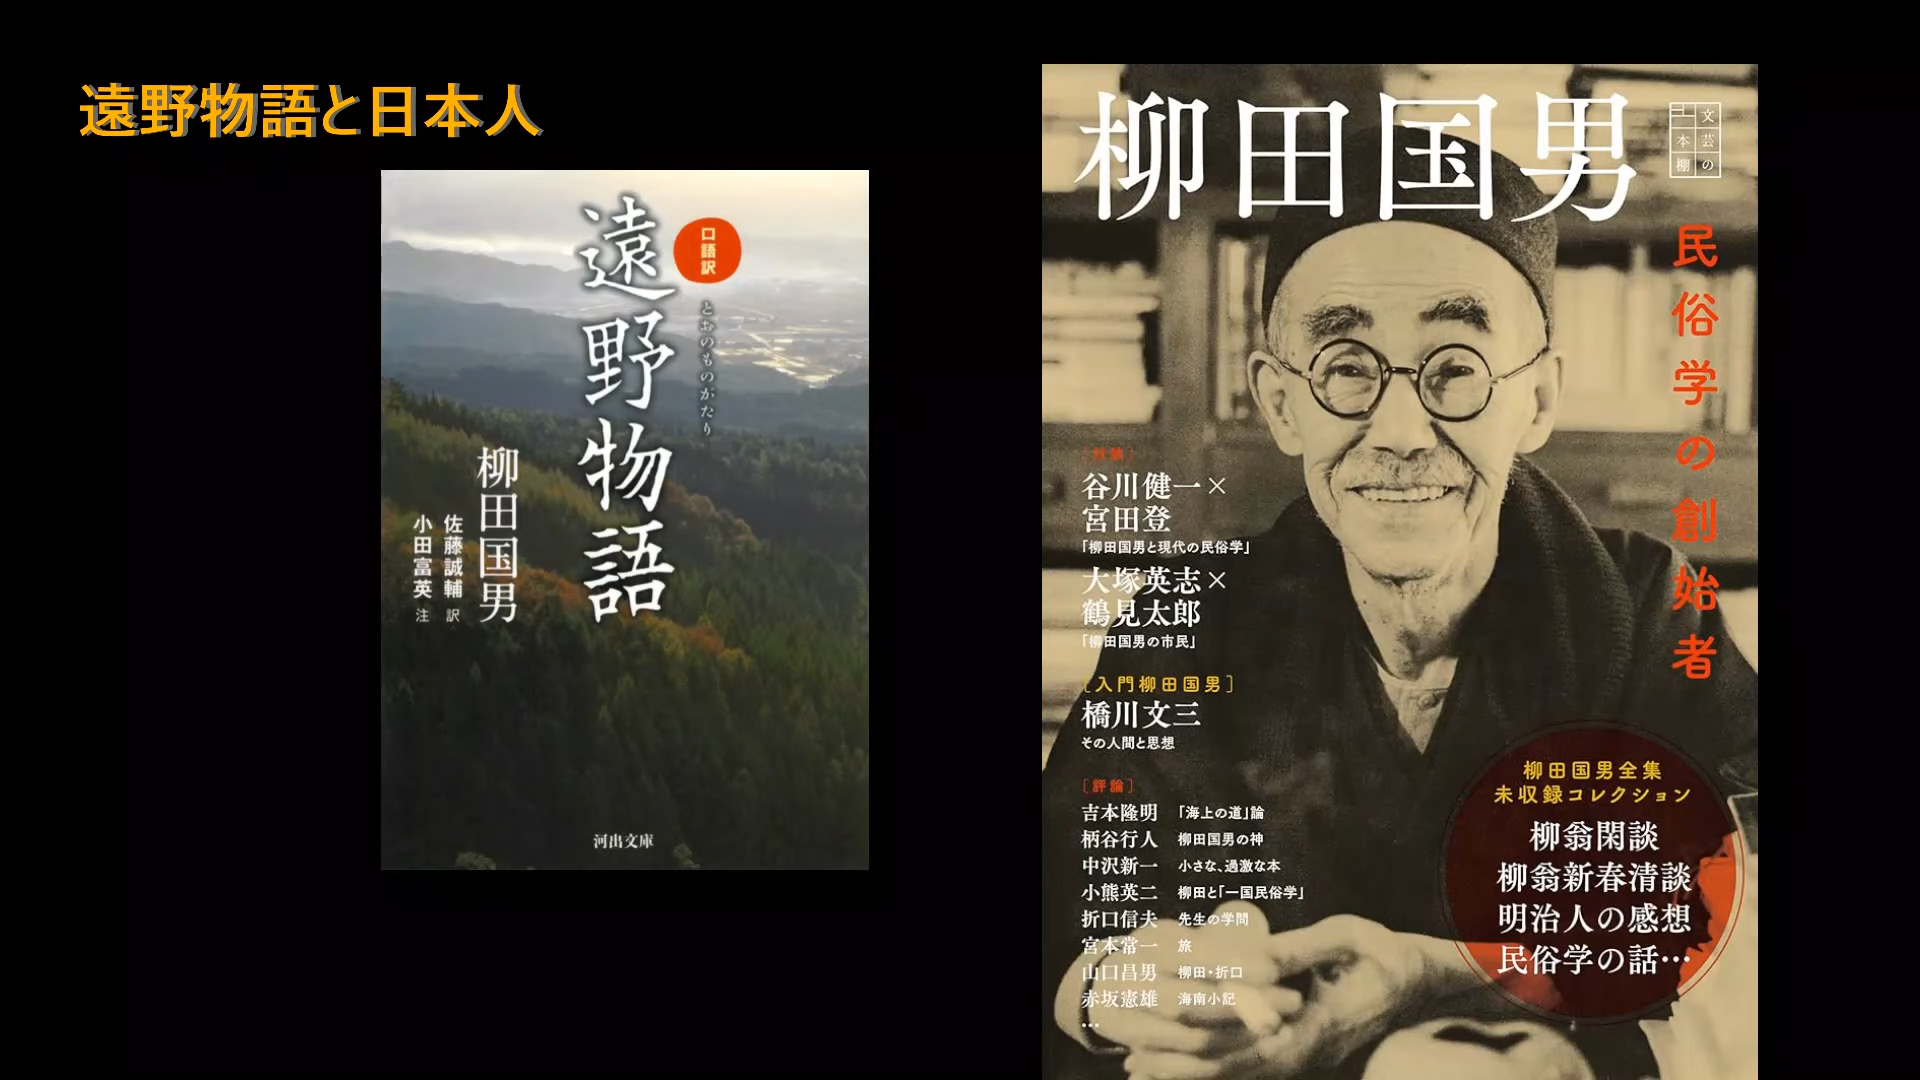 遠野物語と日本人
口語訳
遠野物語
とおのものがたり
柳田国男
佐藤誠輔 訳
小田富英 注
河出文庫
柳田国男
文芸の本棚
民俗学の創始者
谷川健一×
宮田登
「柳田国男と現代の民俗学」
大塚英志×
鶴見太郎
「柳田国男の市民」
[入門柳田国男]
橋川文三
その人間と思想
[評論]
吉本隆明 「海上の道」論
柄谷行人 柳田国男の神
中沢新一 小さな、過激な本
小熊英二 柳田と「一国民俗学」
折口信夫 先生の学問
宮本常一 旅
山口昌男 柳田・折口
赤坂憲雄 海南小記
…
柳田国男全集
未収録コレクション
柳翁閑談
柳翁新春清談
明治人の感想
民俗学の話…